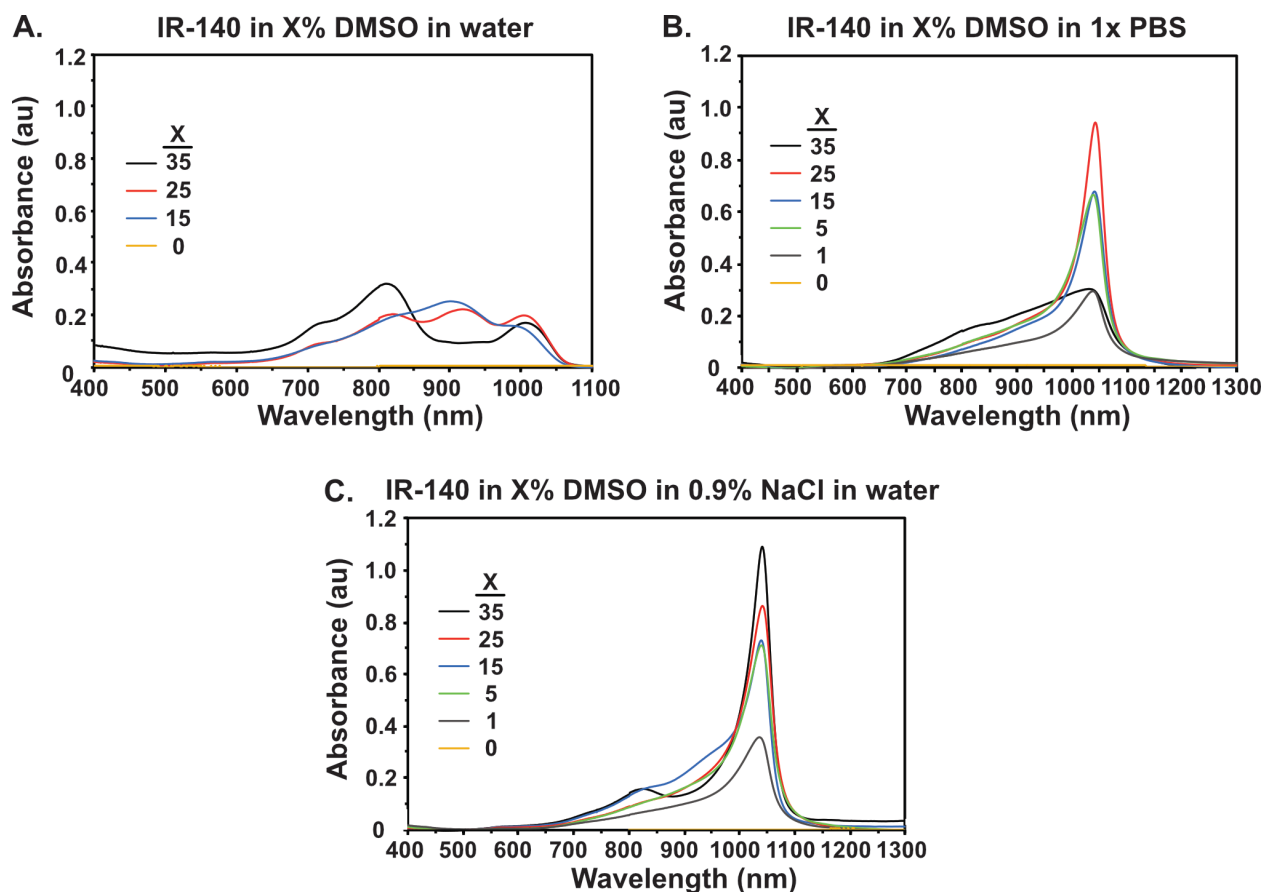 A. IR-140 in X% DMSO in water
Absorbance (au)
1.2
1.0
0.8
0.6
0.4
0.2
0
X
35
25
15
0
400 500 600 700 800 900 1000 1100
Wavelength (nm)
B. IR-140 in X% DMSO in 1x PBS
Absorbance (au)
1.2
1.0
0.8
0.6
0.4
0.2
0
X
35
25
15
5
1
0
400 500 600 700 800 900 1000 1100 1200 1300
Wavelength (nm)
C. IR-140 in X% DMSO in 0.9% NaCl in water
Absorbance (au)
1.2
1.0
0.8
0.6
0.4
0.2
0
X
35
25
15
5
1
0
400 500 600 700 800 900 1000 1100 1200 1300
Wavelength (nm)